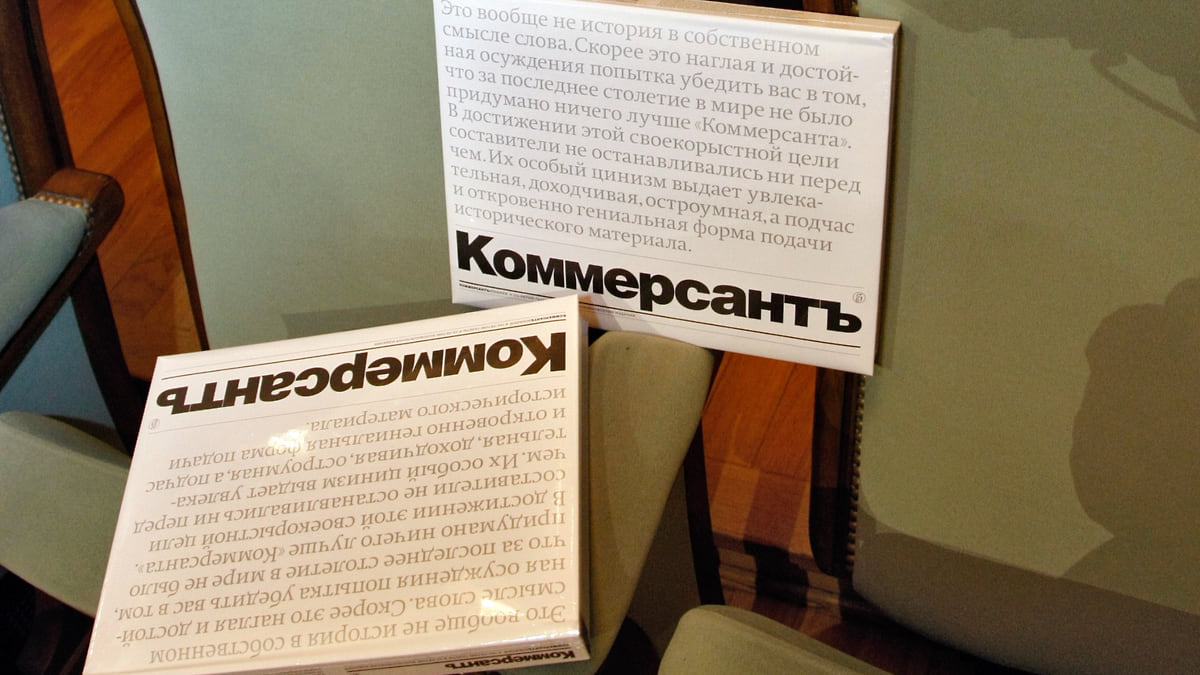 Это вообще не история в собственном
смысле слова. Скорее это наглая и достой-
ная осуждения попытка убедить вас в том,
что за последнее столетие в мире не было
придумано ничего лучше «Коммерсанта».
В достижении этой своекорыстной цели
составители не останавливались ни перед
чем. Их особый цинизм выдает увлека-
тельная, доходчивая, остроумная, а подчас
и откровенно гениальная форма подачи
исторического материала.
Коммерсантъ
Коммерсантъ
Это вообще не история в собственном
смысле слова. Скорее это наглая и достой-
ная осуждения попытка убедить вас в том,
что за последнее столетие в мире не было
придумано ничего лучше «Коммерсанта».
В достижении этой своекорыстной цели
составители не останавливались ни перед
чем. Их особый цинизм выдает увлека-
тельная, доходчивая, остроумная, а подчас
и откровенно гениальная форма подачи
исторического материала.
Коммерсантъ